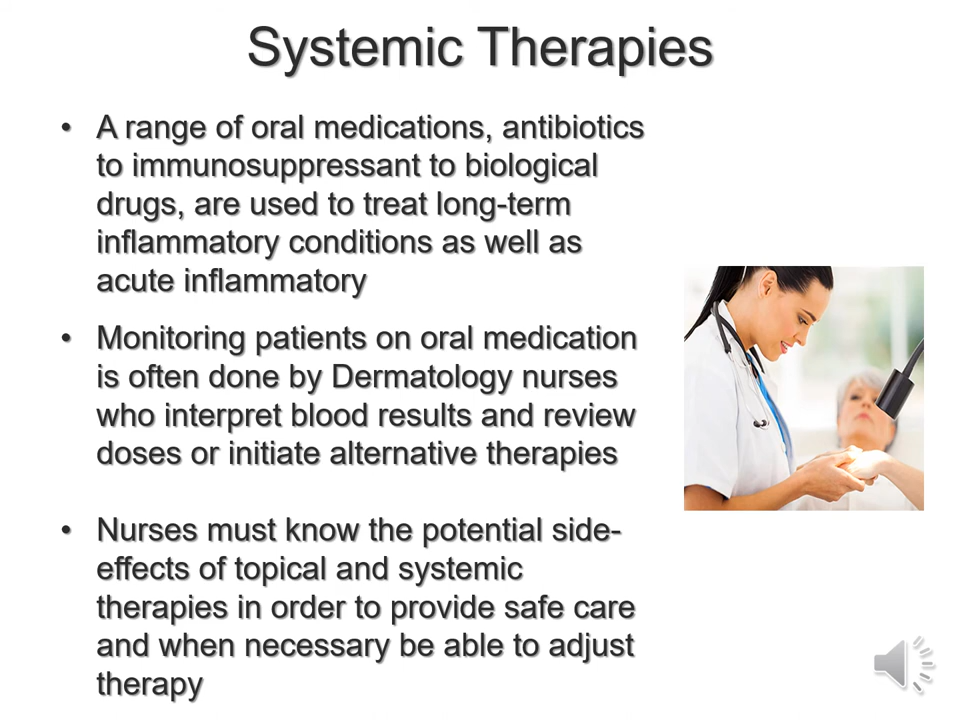 Systemic Therapies
• A range of oral medications, antibiotics
to immunosuppressant to biological
drugs, are used to treat long-term
inflammatory conditions as well as
acute inflammatory
• Monitoring patients on oral medication
is often done by Dermatology nurses
who interpret blood results and review
doses or initiate alternative therapies
• Nurses must know the potential side-
effects of topical and systemic
therapies in order to provide safe care
and when necessary be able to adjust
therapy